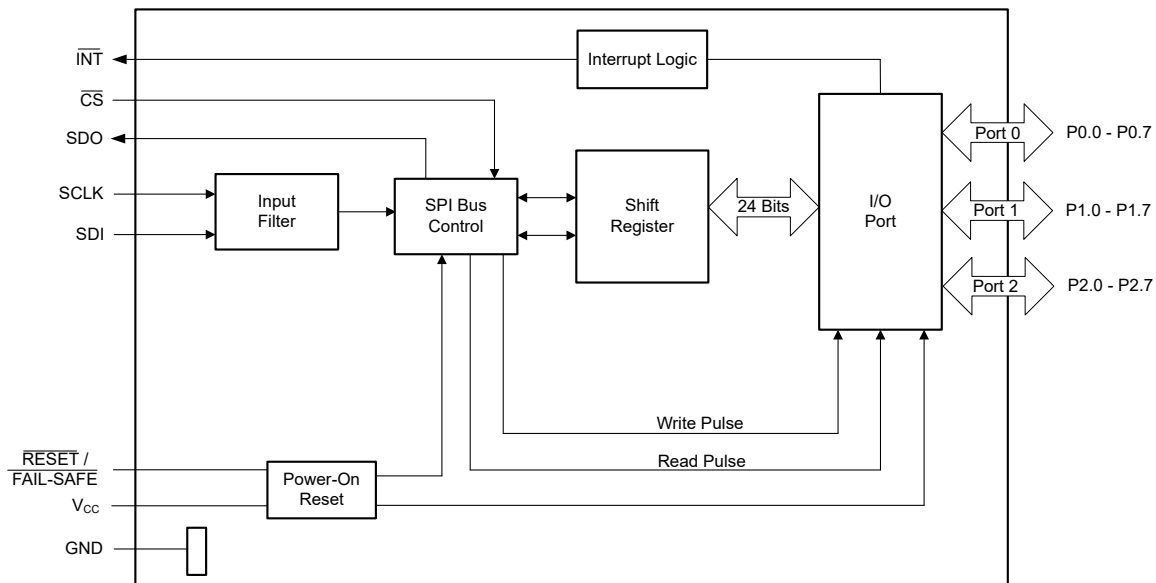 INT
Interrupt Logic
CS
SDO
SCLK
SDI
Input
Filter
SPI Bus
Control
Shift
Register
24 Bits
I/O
Port
Port 0
P0.0 - P0.7
Port 1
P1.0 - P1.7
Port 2
P2.0 - P2.7
Write Pulse
Read Pulse
RESET /
FAIL-SAFE
Power-On
Reset
VCC
GND